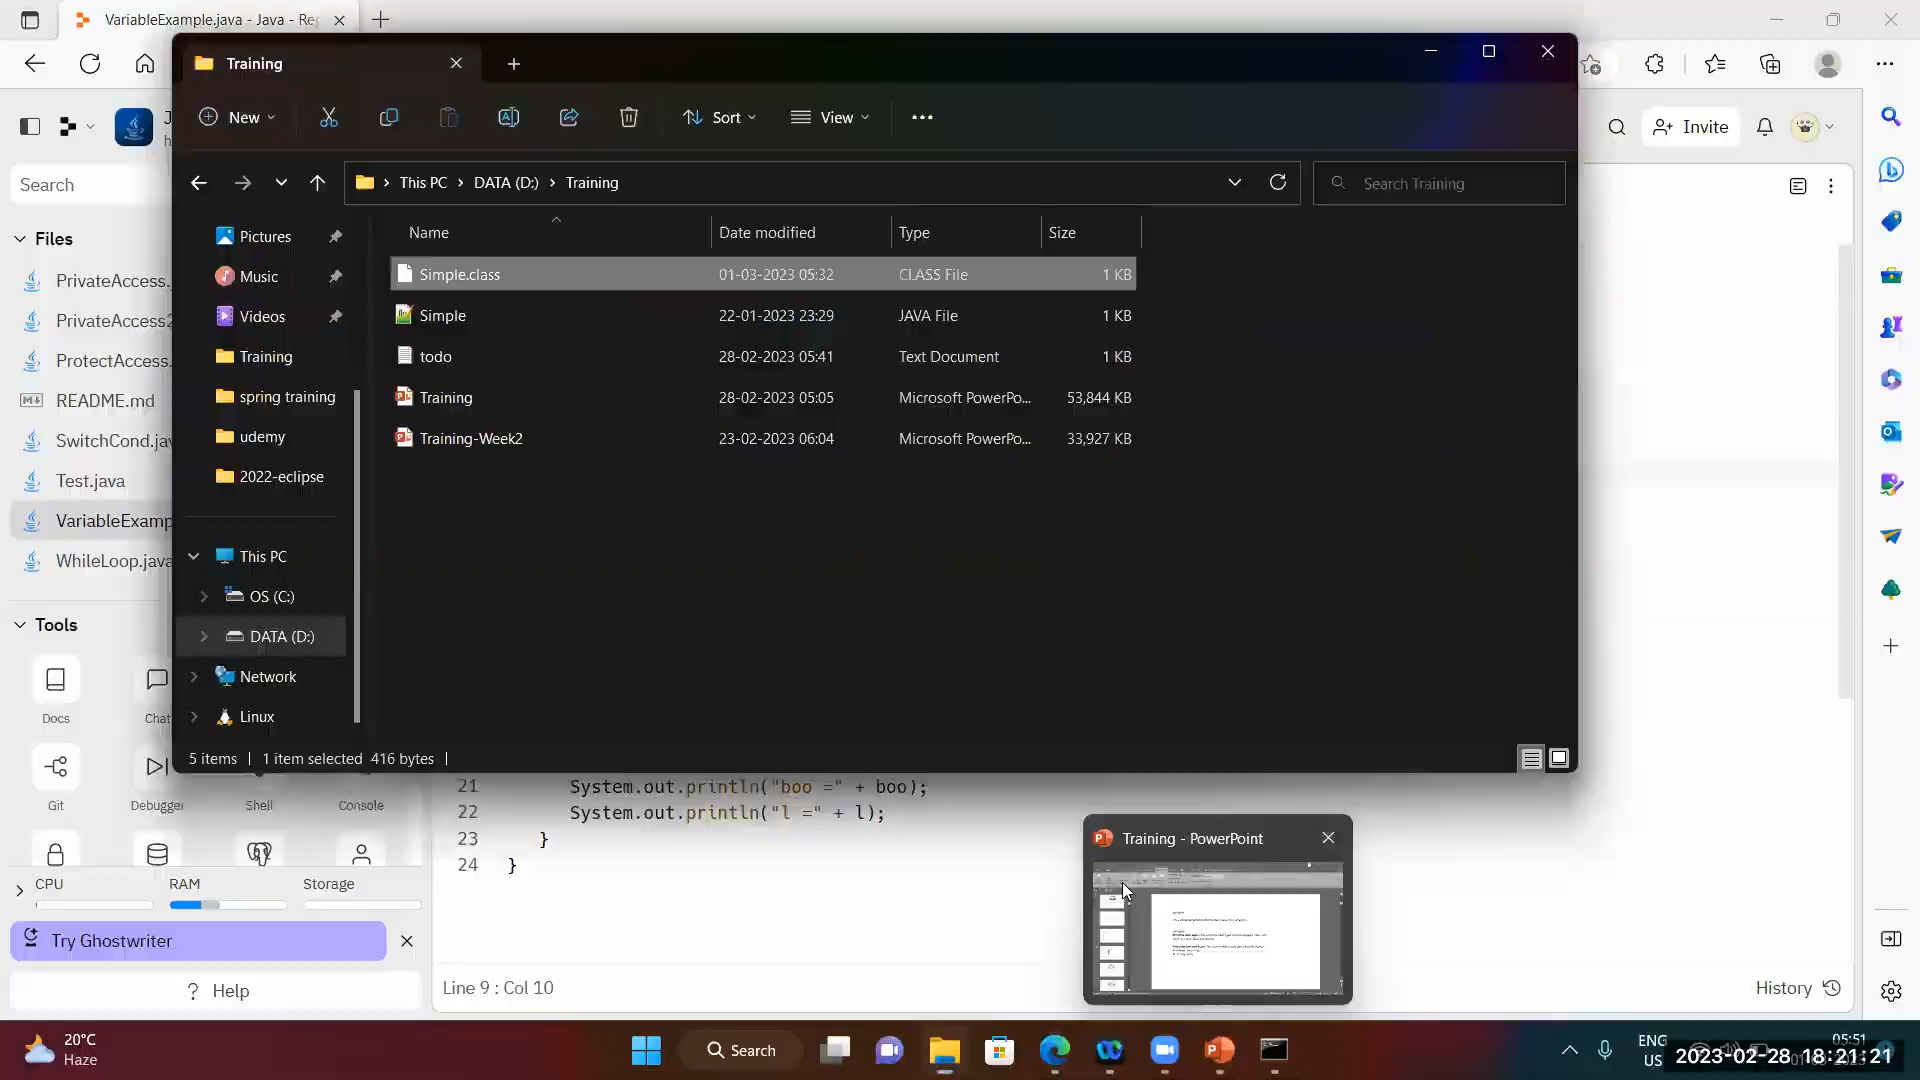 VariableExample.java - Java - Re
Training
New
Sort
View
This PC
DATA (D:)
Training
Search Training
Invite
Search
Files
PrivateAccess.
PrivateAccess2
ProtectAccess.
README.md
SwitchCond.jav
Test.java
VariableExamp
WhileLoop.java
Tools
Docs
Chat
Git
Debugger
Shell
Console
CPU
RAM
Storage
Try Ghostwriter
? Help
Pictures
Music
Videos
Training
spring training
udemy
2022-eclipse
This PC
OS (C:)
DATA (D:)
Network
Linux
Name Date modified Type Size
Simple.class 01-03-2023 05:32 CLASS File 1 KB
Simple 22-01-2023 23:29 JAVA File 1 KB
todo 28-02-2023 05:41 Text Document 1 KB
Training 28-02-2023 05:05 Microsoft PowerPo... 53,844 KB
Training-Week2 23-02-2023 06:04 Microsoft PowerPo... 33,927 KB
5 items 1 item selected 416 bytes
21 System.out.println("boo =" + boo);
22 System.out.println("l =" + l);
23 }
24 }
Training - PowerPoint
Line 9 : Col 10
History
20°C
Haze
Search
ENG
US
05:51
2023-02-28 18:21:21